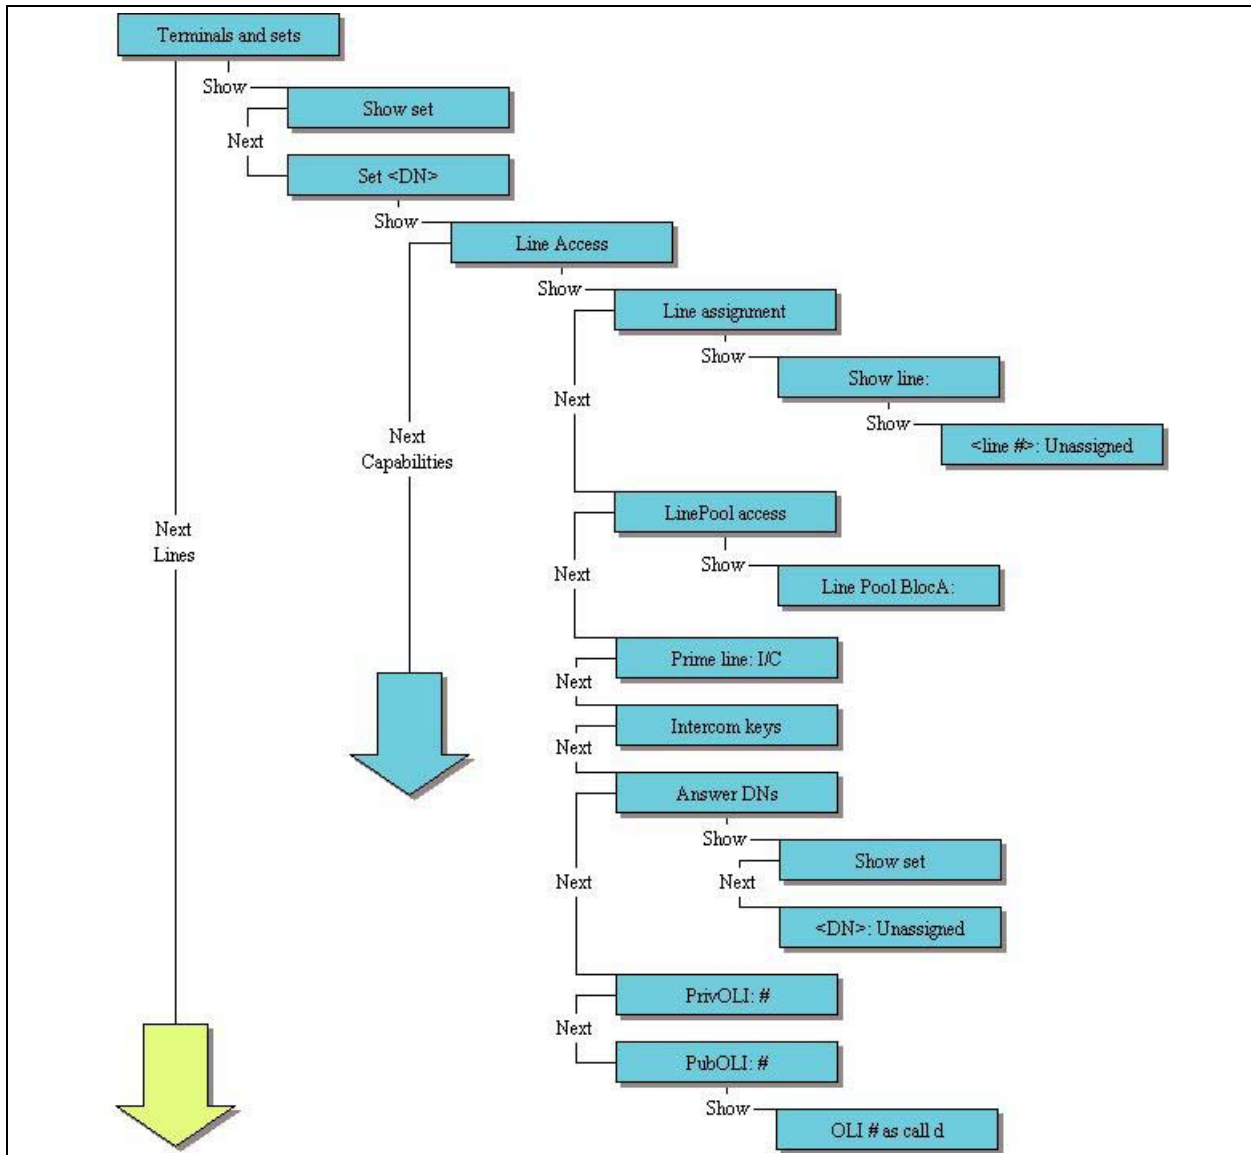 Terminals and sets
Show
Show set
Next
Set <DN>
Show
Line Access
Show
Line assignment
Show
Show line:
Show
<line #>: Unassigned
Next
Next
Capabilities
Next
Lines
LinePool access
Show
Line Pool BlocA:
Next
Prime line: I/C
Next
Intercom keys
Next
Answer DNs
Show
Show set
Next
<DN>: Unassigned
Next
PrivOLI: #
Next
PubOLI: #
Show
OLI # as call d